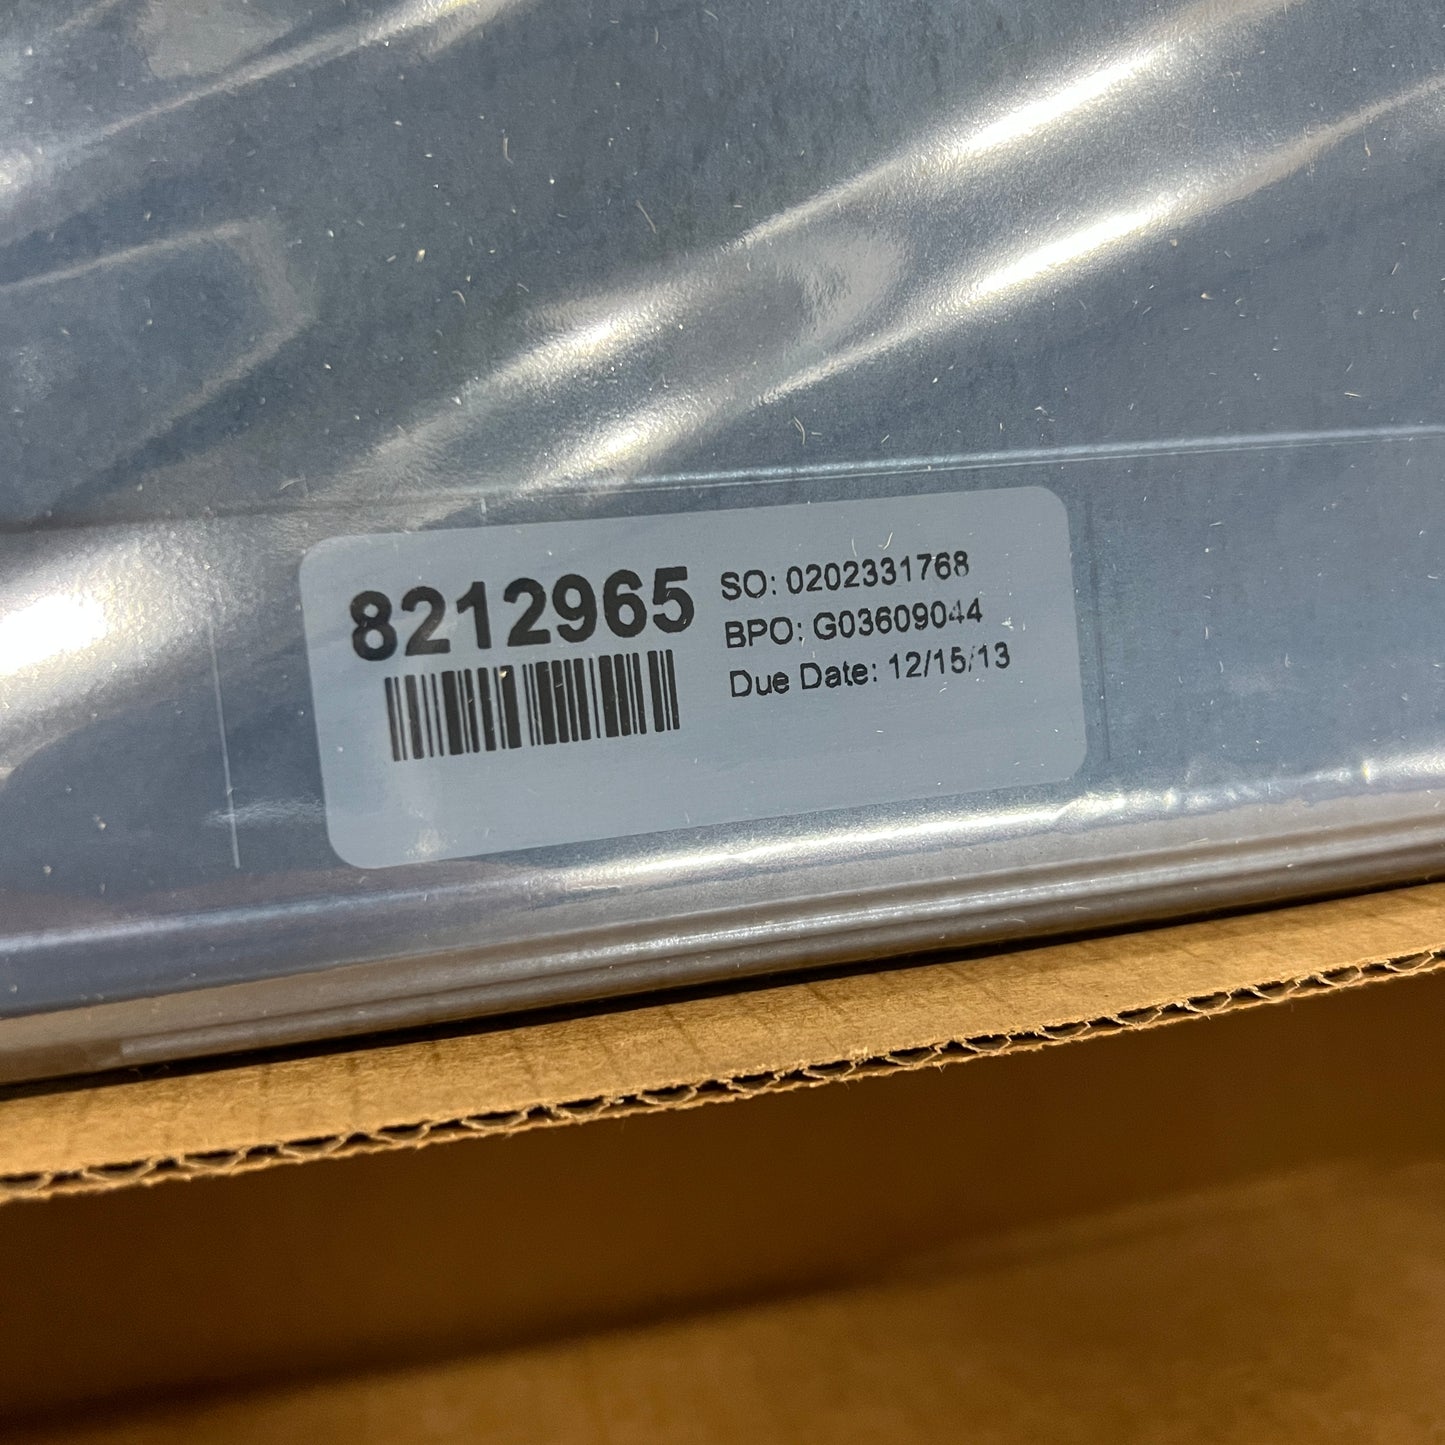 8212965
SO: 0202331768
BPO: G03609044
Due Date: 12/15/13